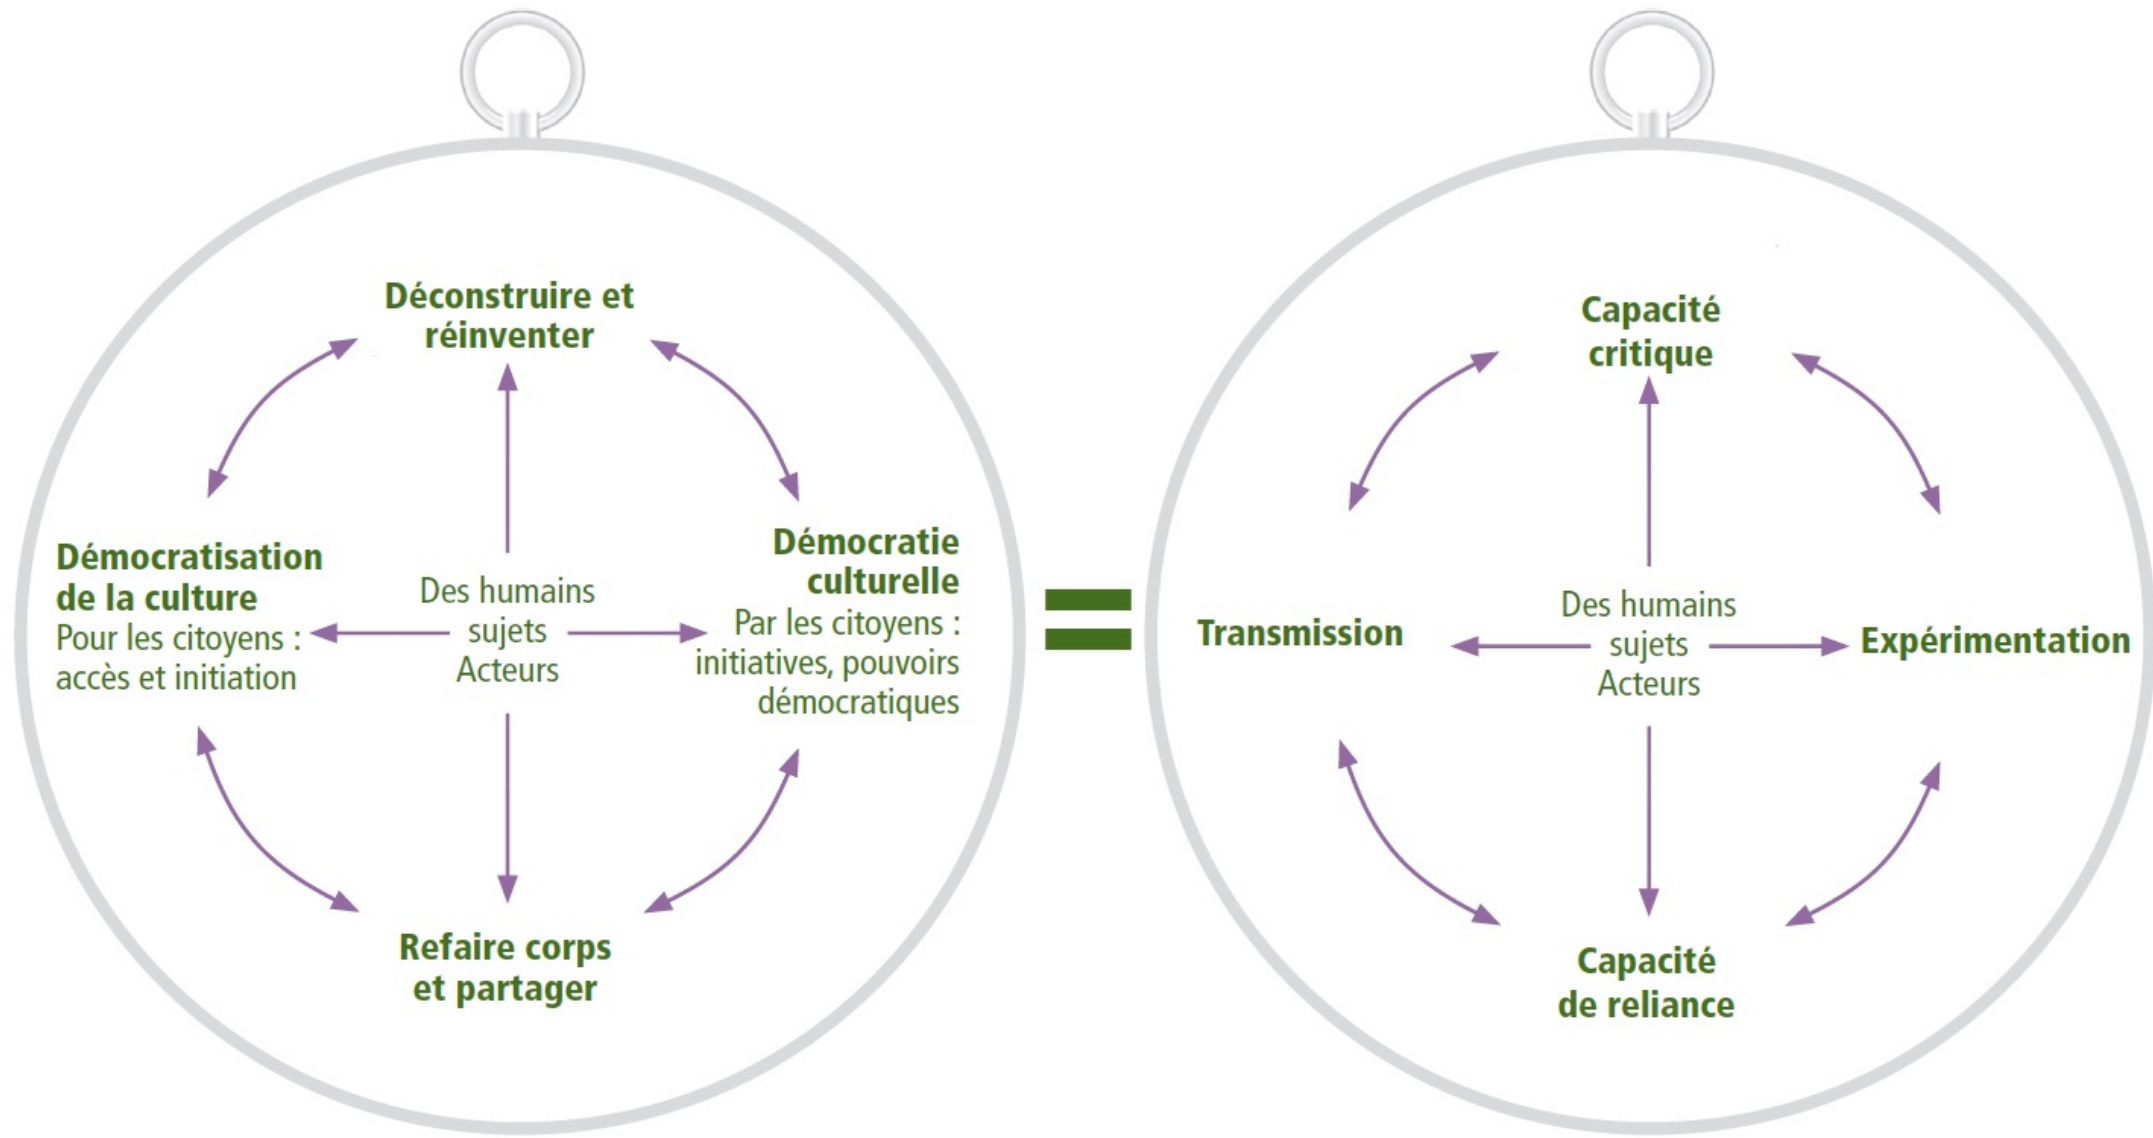 Déconstruire et
réinventer
Démocratisation
de la culture
Pour les citoyens :
accès et initiation
Des humains
sujets
Acteurs
Démocratie
culturelle
Par les citoyens :
initiatives, pouvoirs
démocratiques
Refaire corps
et partager
=
Capacité
critique
Transmission
Des humains
sujets
Acteurs
Expérimentation
Capacité
de reliance